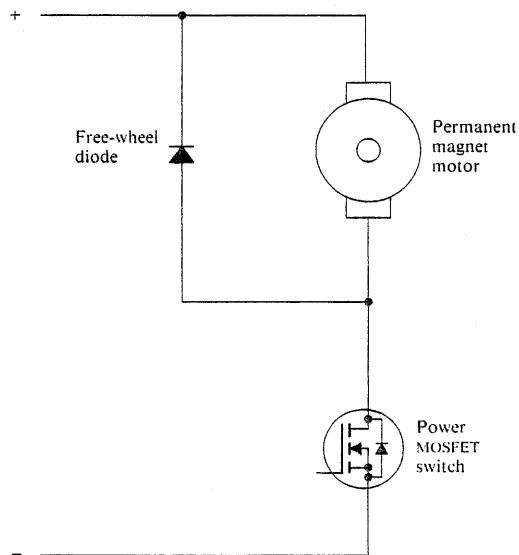 +
Free-wheel
diode
Permanent
magnet
motor
Power
MOSFET
switch
–